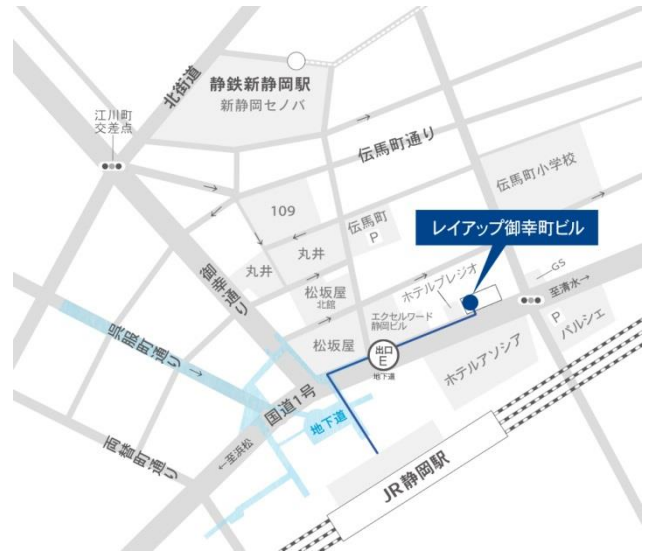 静鉄新静岡駅
新静岡セノバ
北街道
江川町
交差点
伝馬町通り
伝馬町小学校
109
伝馬町
P
丸井
丸井
レイアップ御幸町ビル
御幸通り
松坂屋
北館
ホテルプレジオ
GS
至清水→
エクセルワード
静岡ビル
松坂屋
出口
E
地下道
P
パルシェ
ホテルアソシア
呉服町通り
国道1号
地下道
←至浜松
両替町通り
JR静岡駅